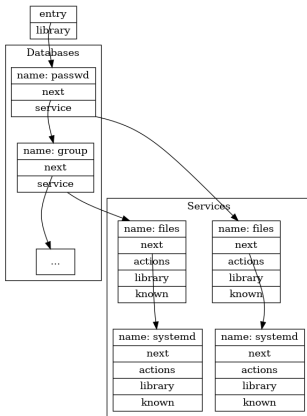 entry
library
Databases
name: passwd
next
service
name: group
next
service
...
Services
name: files
next
actions
library
known
name: files
next
actions
library
known
name: systemd
next
actions
library
known
name: systemd
next
actions
library
known